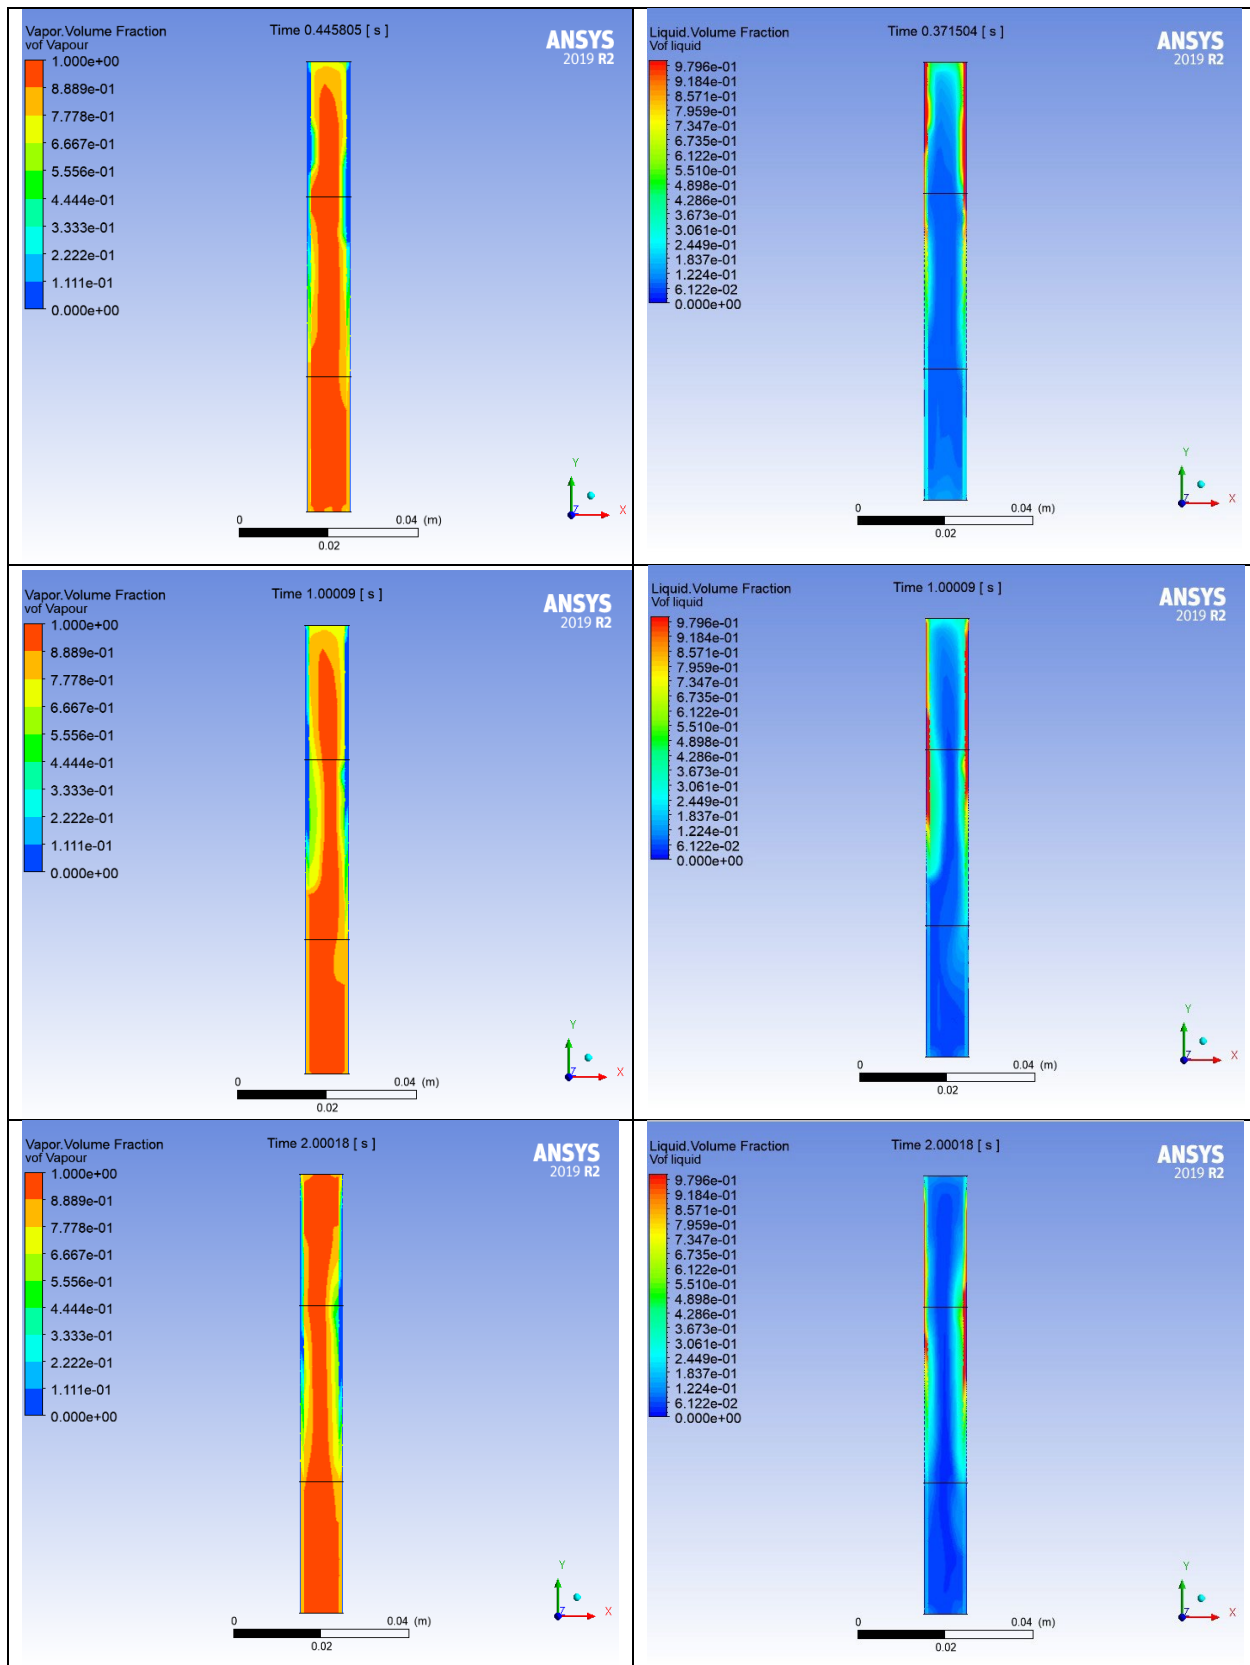 Vapor.Volume Fraction
vof Vapour
Time 0.445805 [ s ]
ANSYS
2019 R2
1.000e+00
8.889e-01
7.778e-01
6.667e-01
5.556e-01
4.444e-01
3.333e-01
2.222e-01
1.111e-01
0.000e+00
Y
X
Z
0
0.04 (m)
0.02
Liquid.Volume Fraction
Vof liquid
Time 0.371504 [ s ]
ANSYS
2019 R2
9.796e-01
9.184e-01
8.571e-01
7.959e-01
7.347e-01
6.735e-01
6.122e-01
5.510e-01
4.898e-01
4.286e-01
3.673e-01
3.061e-01
2.449e-01
1.837e-01
1.224e-01
6.122e-02
0.000e+00
Y
X
Z
0
0.04 (m)
0.02
Vapor.Volume Fraction
vof Vapour
Time 1.00009 [ s ]
ANSYS
2019 R2
1.000e+00
8.889e-01
7.778e-01
6.667e-01
5.556e-01
4.444e-01
3.333e-01
2.222e-01
1.111e-01
0.000e+00
Y
X
Z
0
0.04 (m)
0.02
Liquid.Volume Fraction
Vof liquid
Time 1.00009 [ s ]
ANSYS
2019 R2
9.796e-01
9.184e-01
8.571e-01
7.959e-01
7.347e-01
6.735e-01
6.122e-01
5.510e-01
4.898e-01
4.286e-01
3.673e-01
3.061e-01
2.449e-01
1.837e-01
1.224e-01
6.122e-02
0.000e+00
Y
X
Z
0
0.04 (m)
0.02
Vapor.Volume Fraction
vof Vapour
Time 2.00018 [ s ]
ANSYS
2019 R2
1.000e+00
8.889e-01
7.778e-01
6.667e-01
5.556e-01
4.444e-01
3.333e-01
2.222e-01
1.111e-01
0.000e+00
Y
X
Z
0
0.04 (m)
0.02
Liquid.Volume Fraction
Vof liquid
Time 2.00018 [ s ]
ANSYS
2019 R2
9.796e-01
9.184e-01
8.571e-01
7.959e-01
7.347e-01
6.735e-01
6.122e-01
5.510e-01
4.898e-01
4.286e-01
3.673e-01
3.061e-01
2.449e-01
1.837e-01
1.224e-01
6.122e-02
0.000e+00
Y
X
Z
0
0.04 (m)
0.02